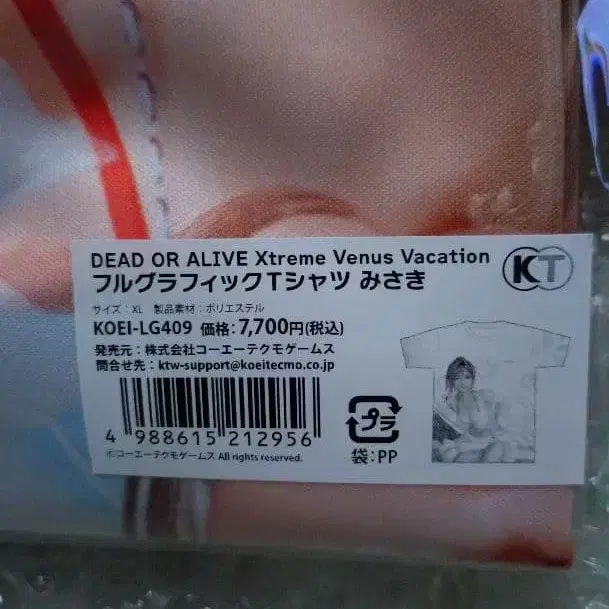 DEAD OR ALIVE Xtreme Venus Vacation
フルグラフィックTシャツ みさき
サイズ：XL 製品素材：ポリエステル
KOEI-LG409 価格：7,700円(税込)
発売元：株式会社コーエーテクモゲームス
問合せ先：ktw-support@koeitecmo.co.jp
4 988615 212956
©コーエーテクモゲームス All rights reserved.
KT
プラ
袋：PP